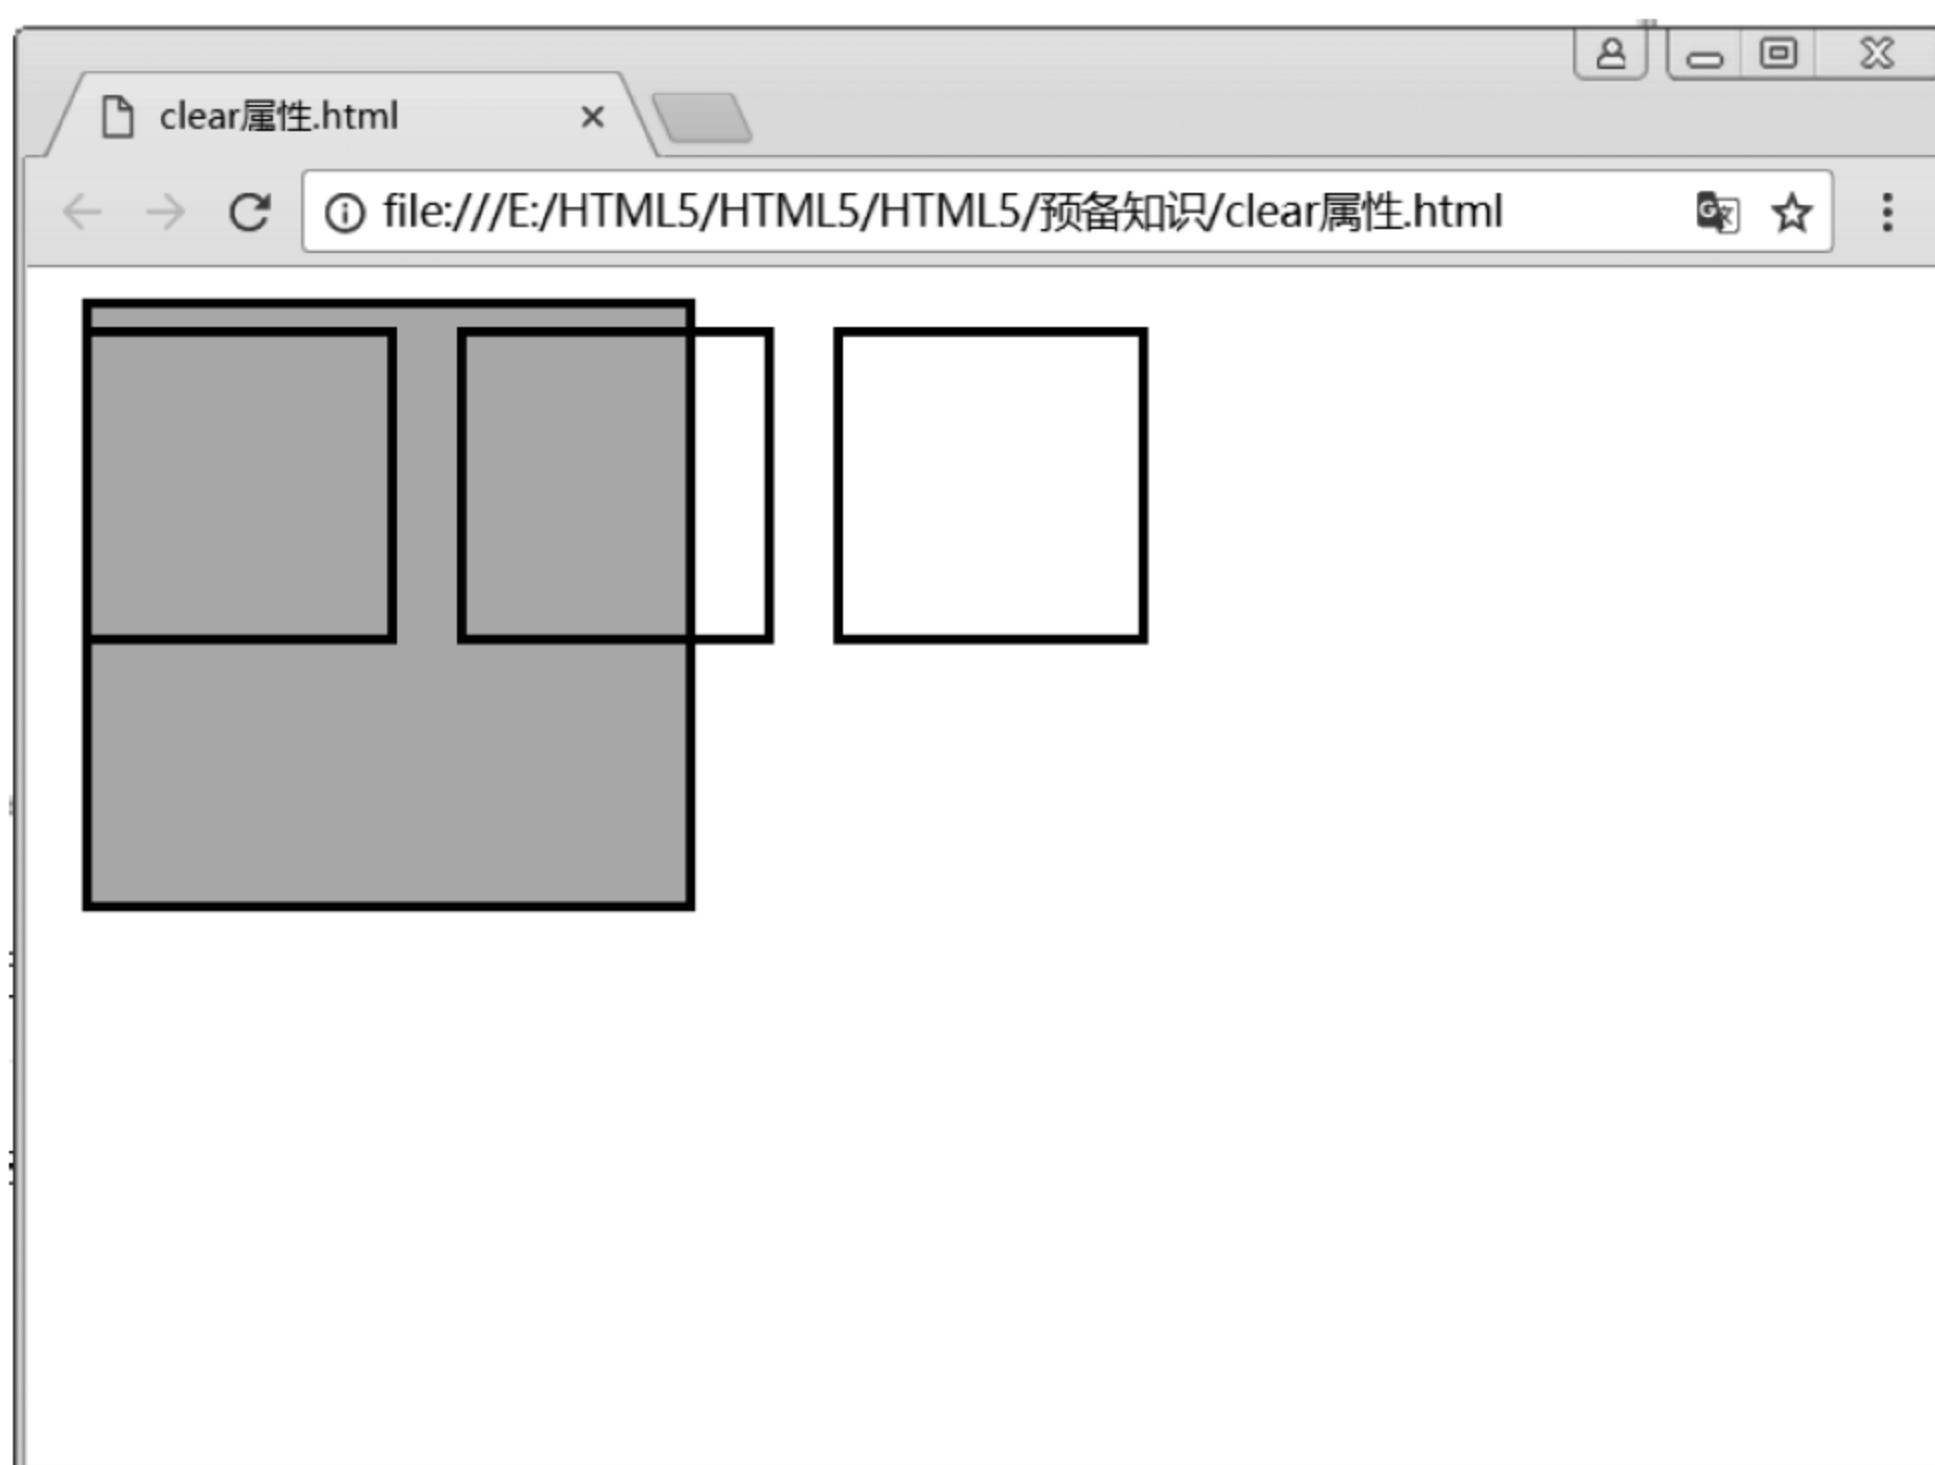 clear属性.html
file:///E:/HTML5/HTML5/HTML5/预备知识/clear属性.html